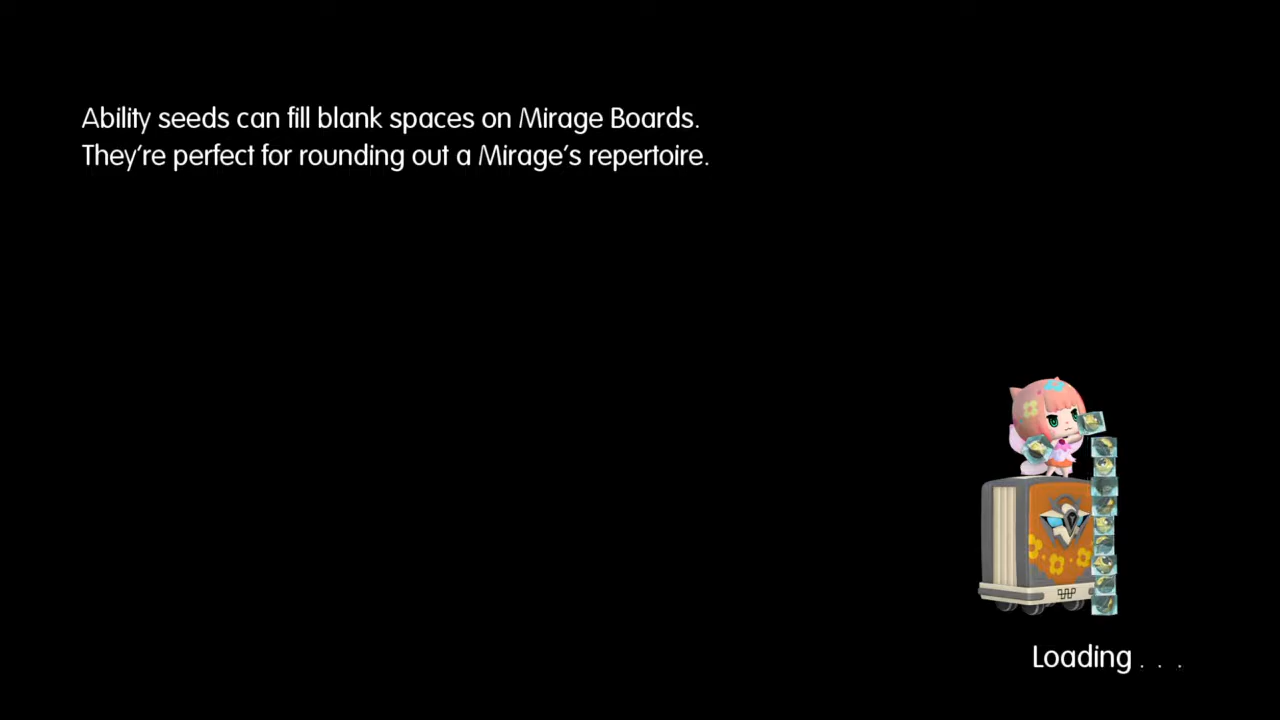 Ability seeds can fill blank spaces on Mirage Boards.
They're perfect for rounding out a Mirage's repertoire.
Loading . . .